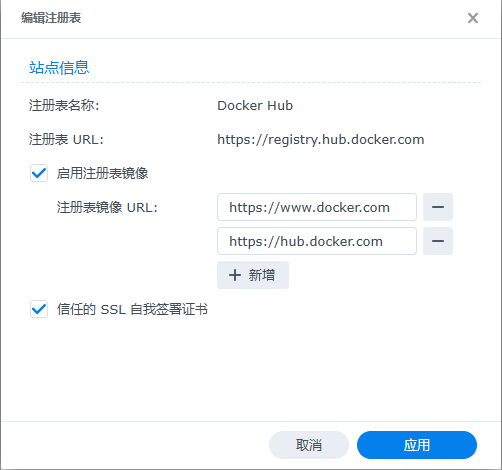 编辑注册表
站点信息
注册表名称: Docker Hub
注册表 URL: https://registry.hub.docker.com
启用注册表镜像
注册表镜像 URL: https://www.docker.com
https://hub.docker.com
新增
信任的 SSL 自我签署证书
取消 应用